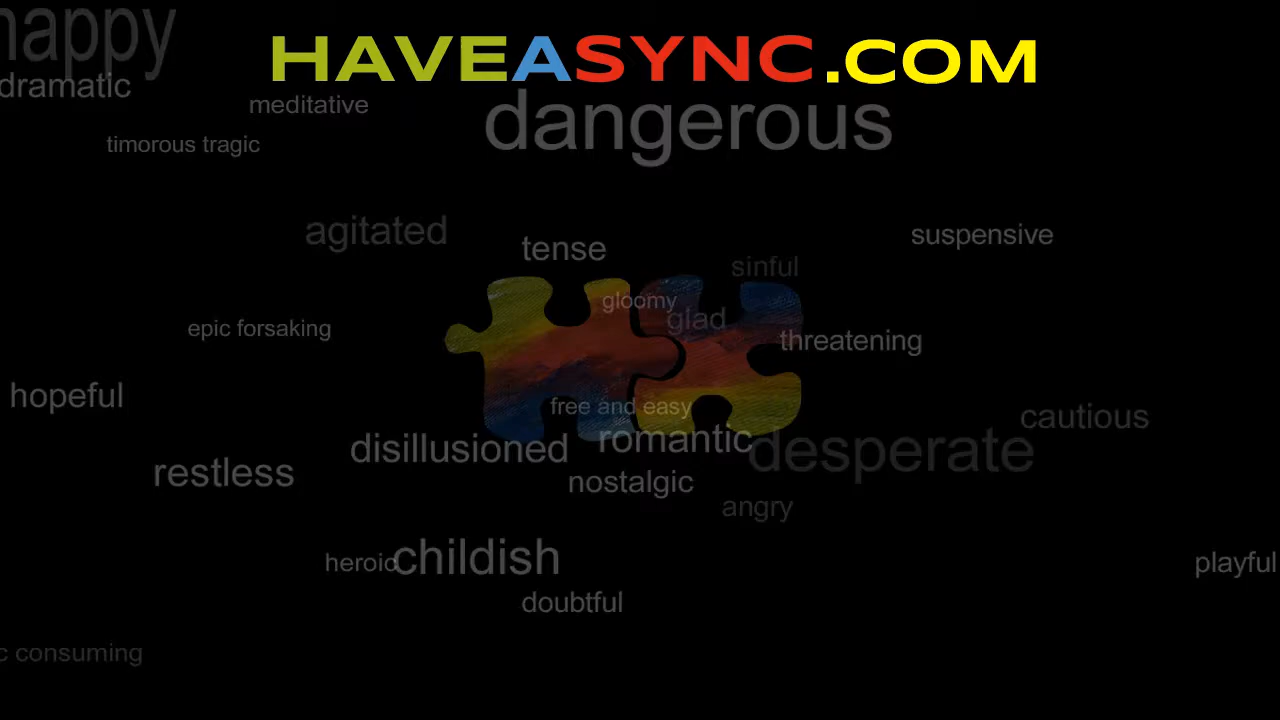 happy
HAVEASYNC.COM
dramatic
meditative
dangerous
timorous tragic
agitated
tense
suspensive
sinful
gloomy
glad
epic forsaking
threatening
hopeful
free and easy
cautious
romantic
disillusioned
desperate
restless
nostalgic
angry
heroic
childish
playful
doubtful
c consuming